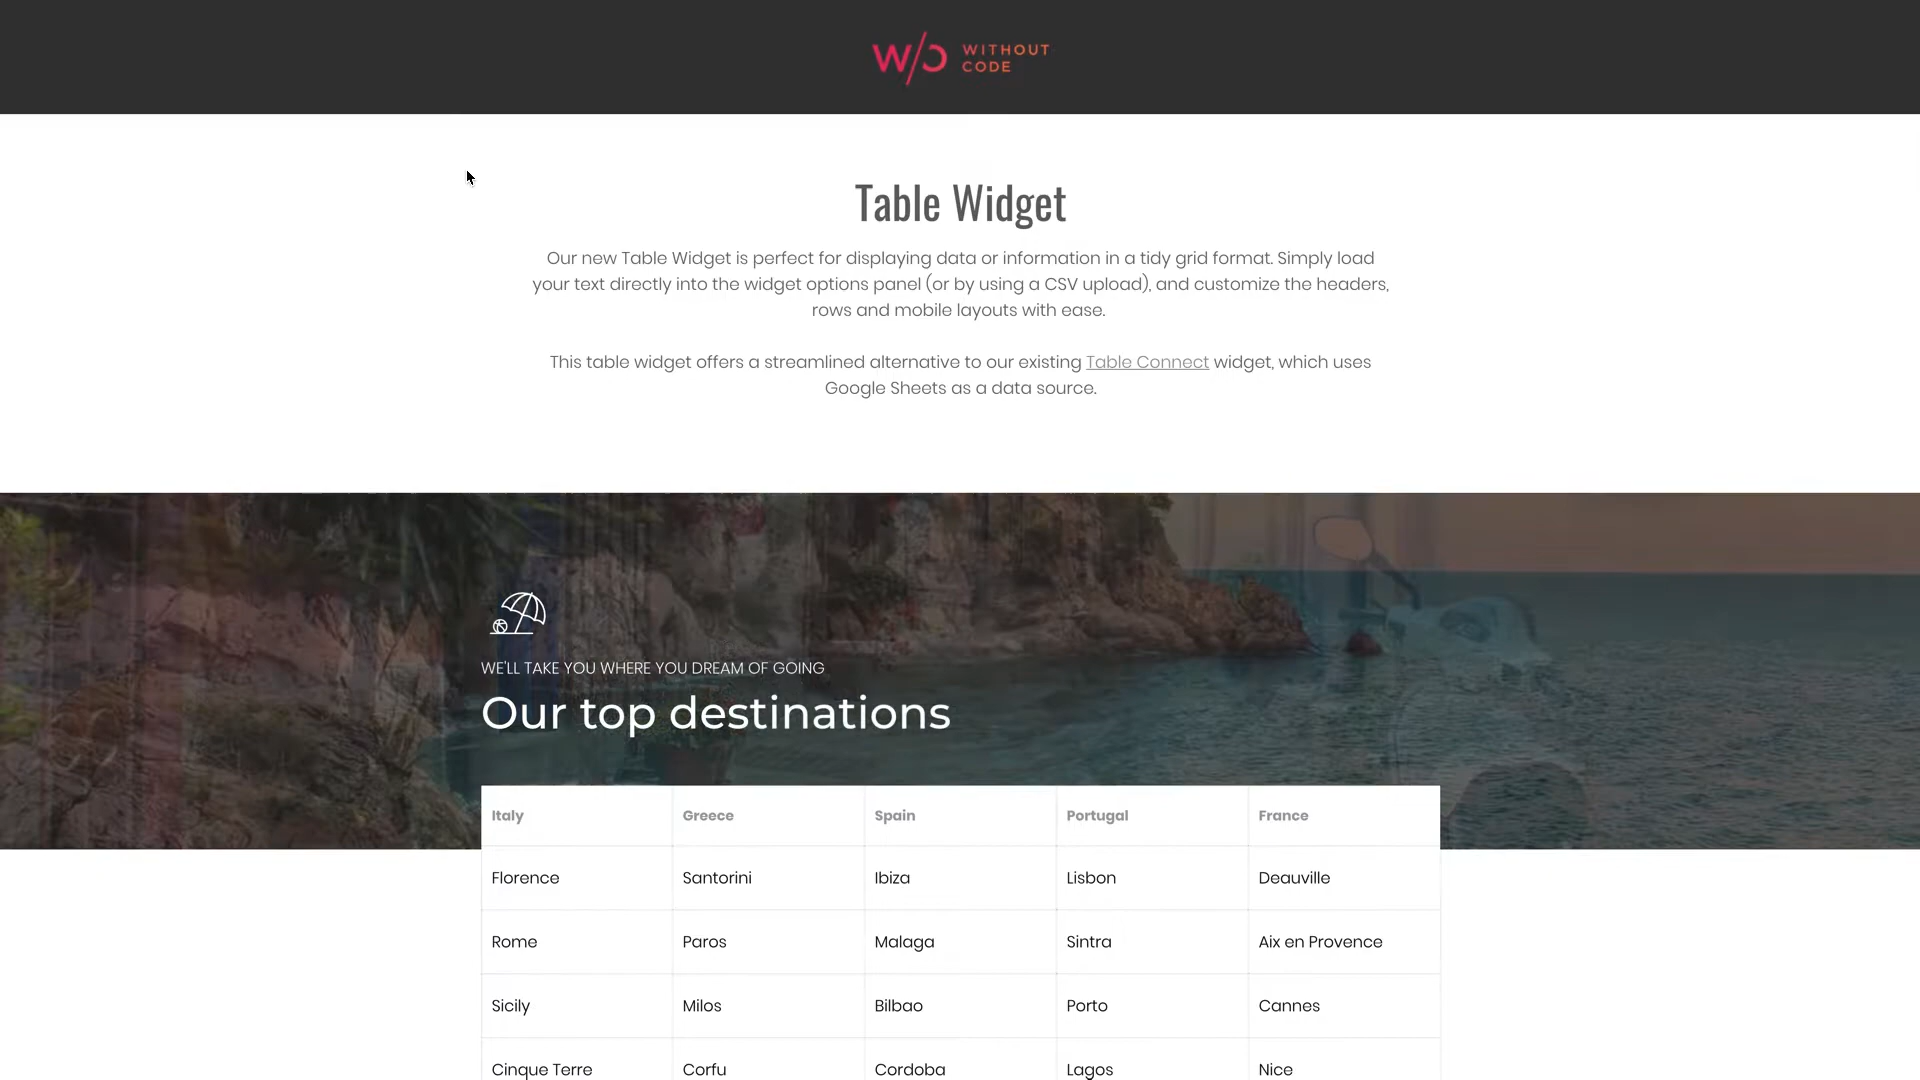 W/C WITHOUT
CODE
Table Widget
Our new Table Widget is perfect for displaying data or information in a tidy grid format. Simply load
your text directly into the widget options panel (or by using a CSV upload), and customize the headers,
rows and mobile layouts with ease.
This table widget offers a streamlined alternative to our existing Table Connect widget, which uses
Google Sheets as a data source.
WE'LL TAKE YOU WHERE YOU DREAM OF GOING
Our top destinations
Italy Greece Spain Portugal France
Florence Santorini Ibiza Lisbon Deauville
Rome Paros Malaga Sintra Aix en Provence
Sicily Milos Bilbao Porto Cannes
Cinque Terre Corfu Cordoba Lagos Nice